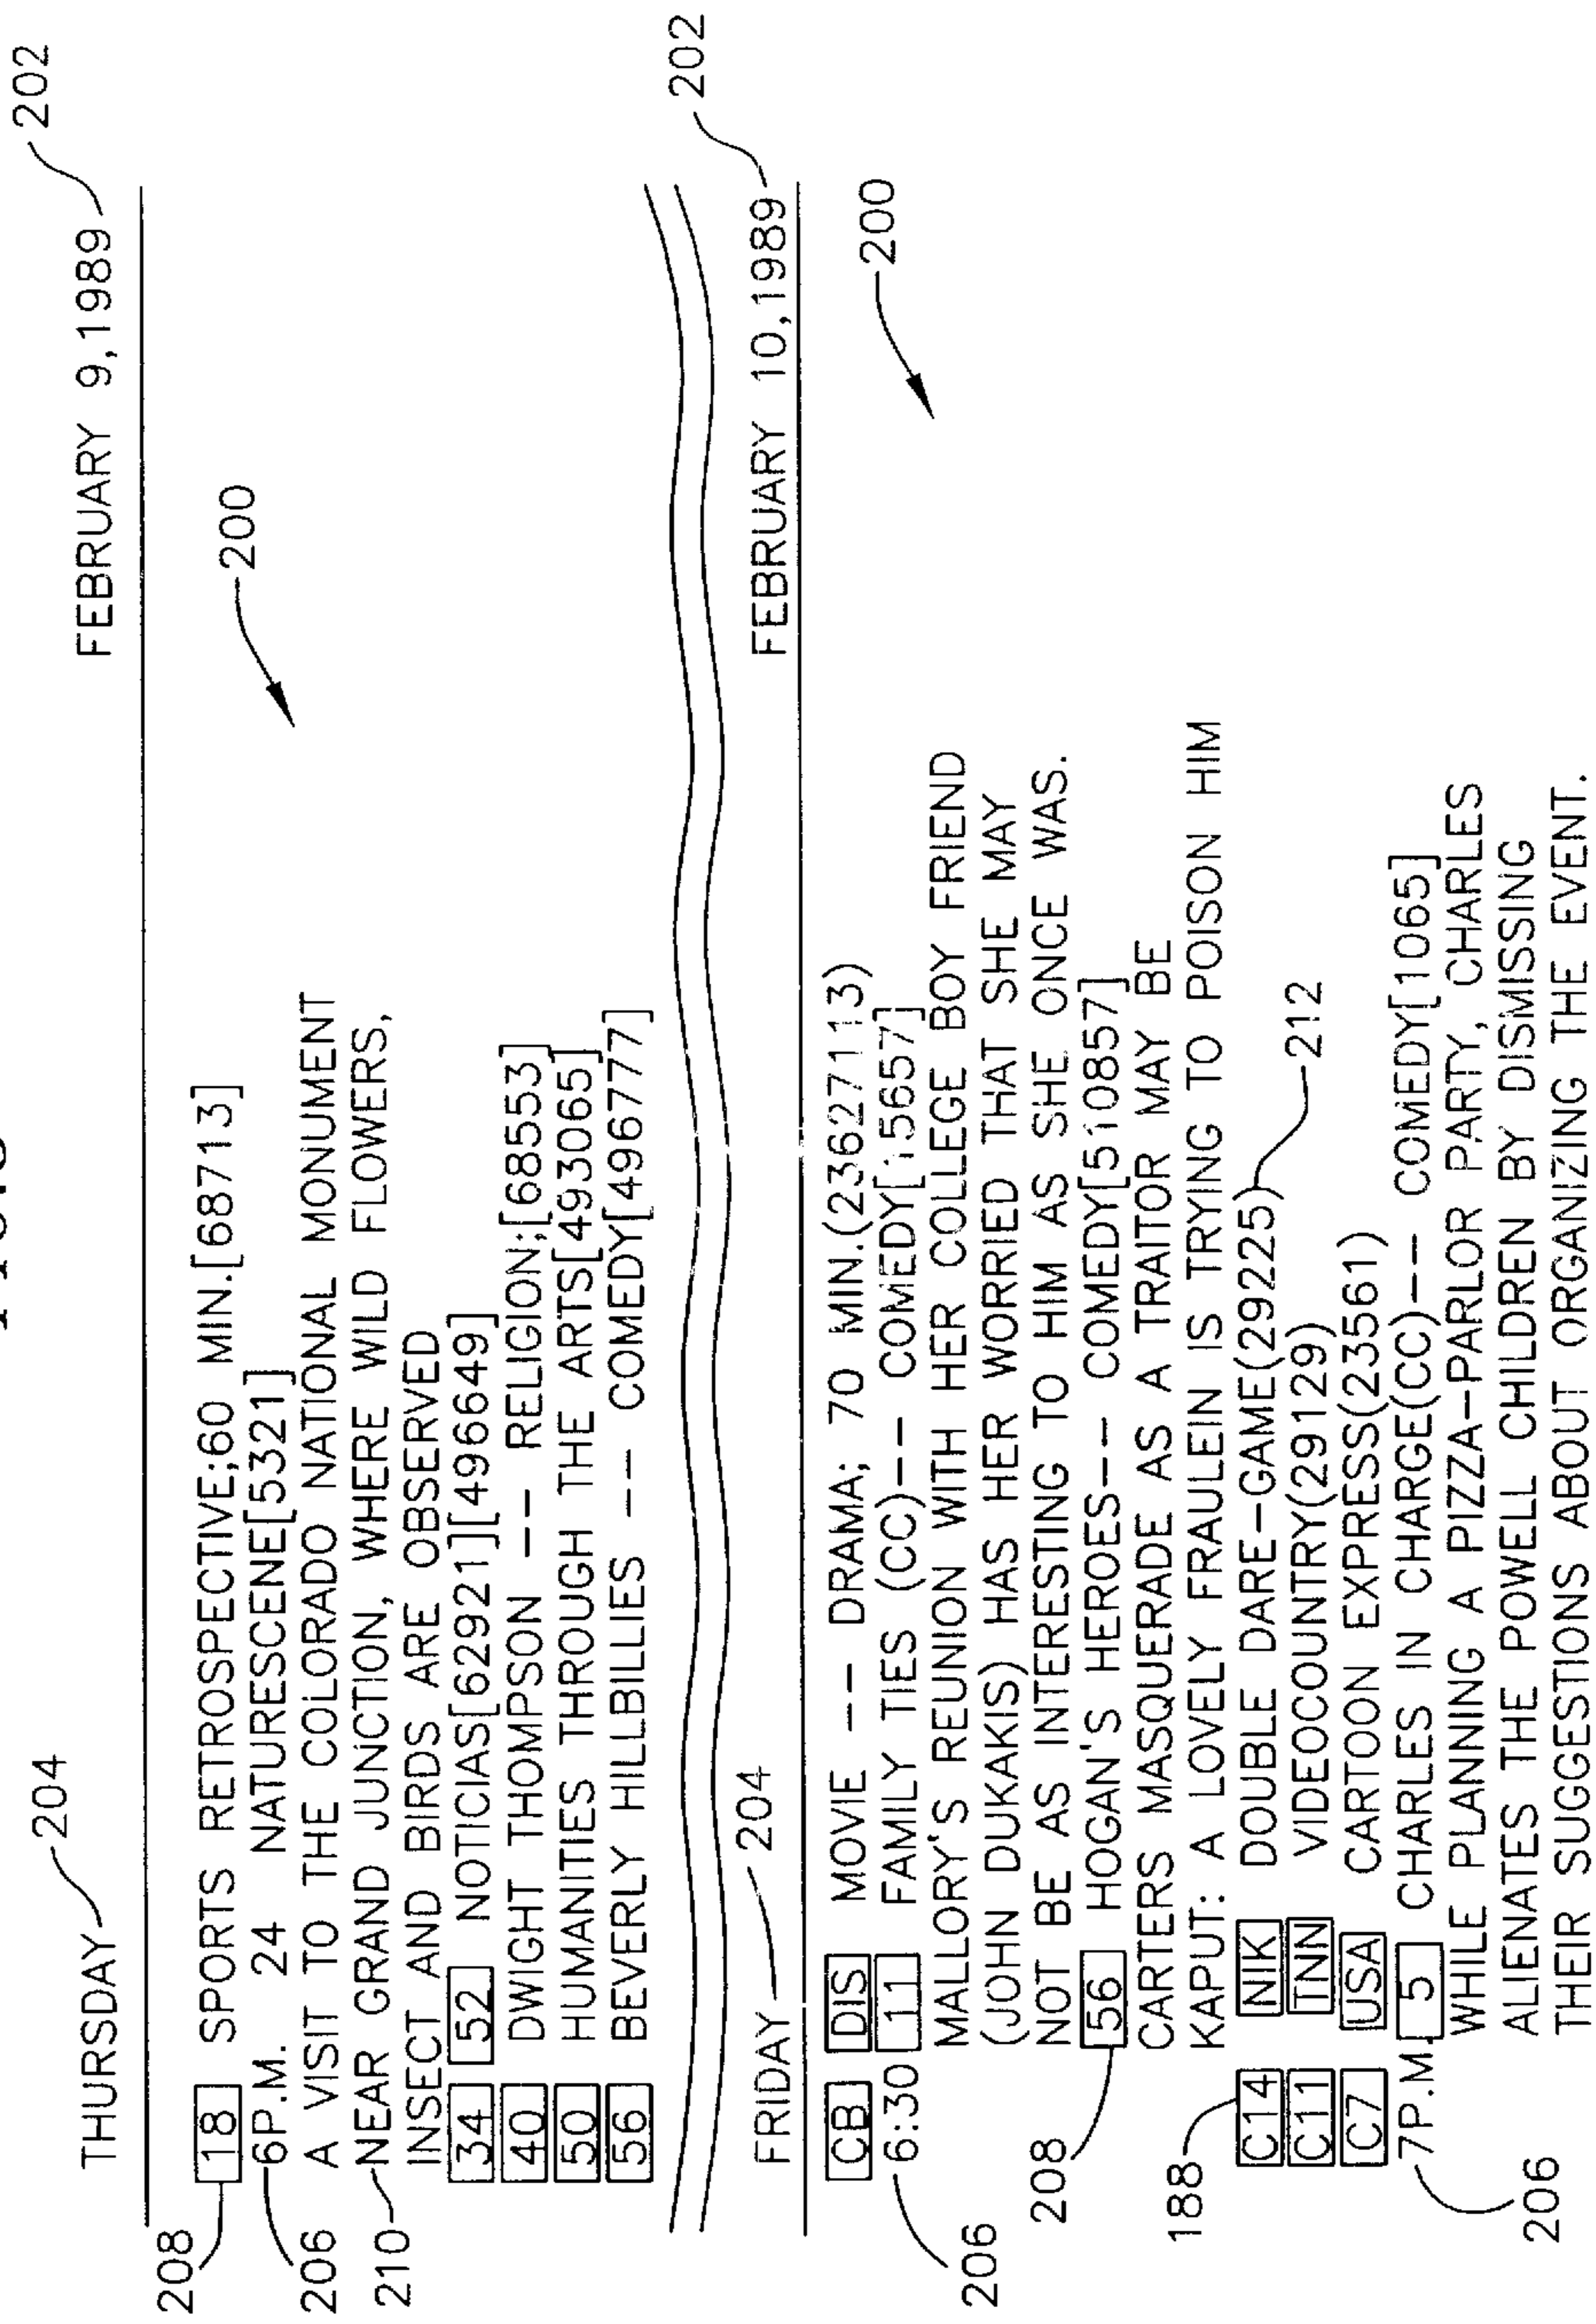 202
THURSDAY 204 FEBRUARY 9,1989
208 18 SPORTS RETROSPECTIVE;60 MIN.[68713]
200
206 6P.M. 24 NATURESCENE[5321]
A VISIT TO THE COLORADO NATIONAL MONUMENT
210 NEAR GRAND JUNCTION, WHERE WILD FLOWERS,
INSECT AND BIRDS ARE OBSERVED
34 52 NOTICIAS[62921][496649]
40 DWIGHT THOMPSON -- RELIGION;[68553]
50 HUMANITIES THROUGH THE ARTS[493065]
56 BEVERLY HILLBILLIES -- COMEDY[496777]
202
FRIDAY 204 FEBRUARY 10,1989
CB DIS MOVIE -- DRAMA; 70 MIN.(23627113)
200
206 6:30 11 FAMILY TIES (CC)-- COMEDY[15657]
MALLORY'S REUNION WITH HER COLLEGE BOY FRIEND
(JOHN DUKAKIS) HAS HER WORRIED THAT SHE MAY
NOT BE AS INTERESTING TO HIM AS SHE ONCE WAS.
208 56 HOGAN'S HEROES-- COMEDY[510857]
CARTERS MASQUERADE AS A TRAITOR MAY BE
KAPUT: A LOVELY FRAULEIN IS TRYING TO POISON HIM
188 C14 NIK DOUBLE DARE-GAME(29225) 212
C11 TNN VIDEOCOUNTRY(29129)
C7 USA CARTOON EXPRESS(23561)
206 7P.M. 5 CHARLES IN CHARGE(CC)-- COMEDY[1065]
WHILE PLANNING A PIZZA-PARLOR PARTY, CHARLES
ALIENATES THE POWELL CHILDREN BY DISMISSING
THEIR SUGGESTIONS ABOUT ORGANIZING THE EVENT.